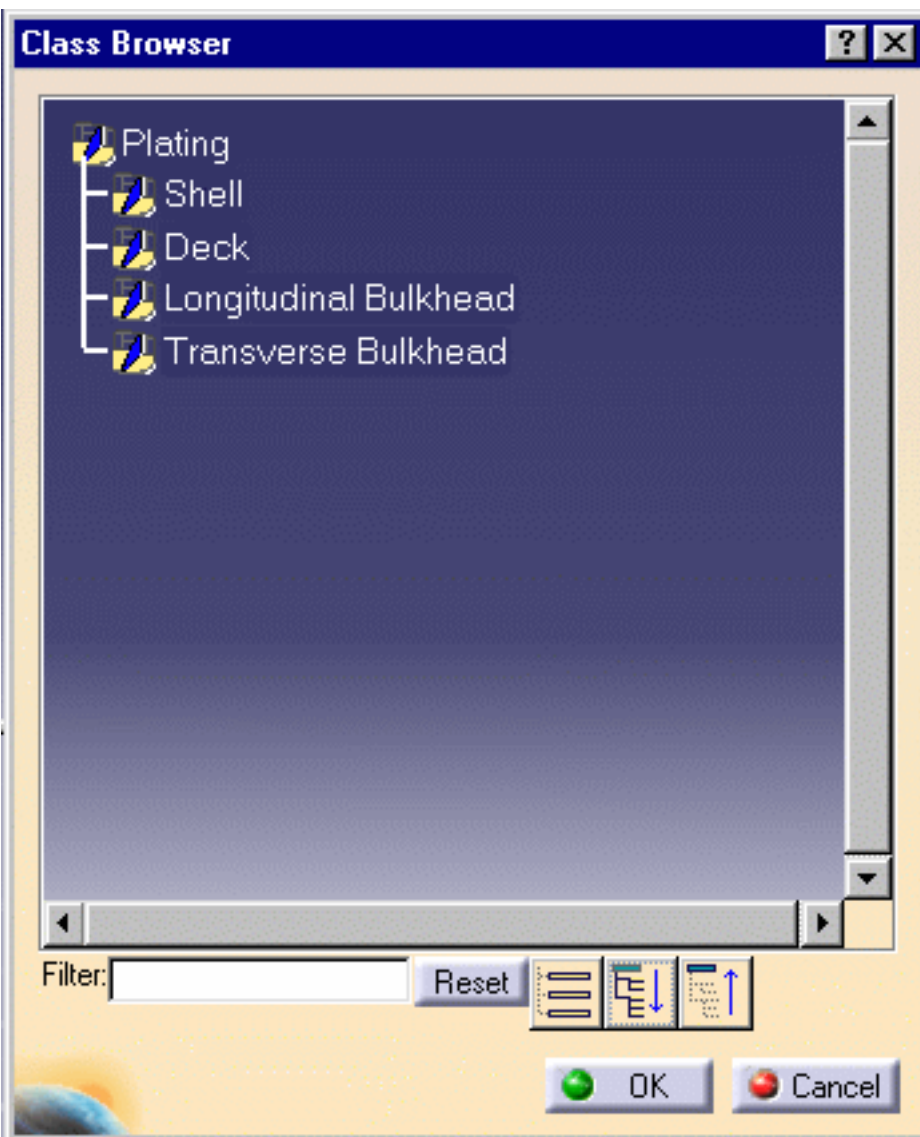 Class Browser
Plating
Shell
Deck
Longitudinal Bulkhead
Transverse Bulkhead
Filter:
Reset
OK
Cancel